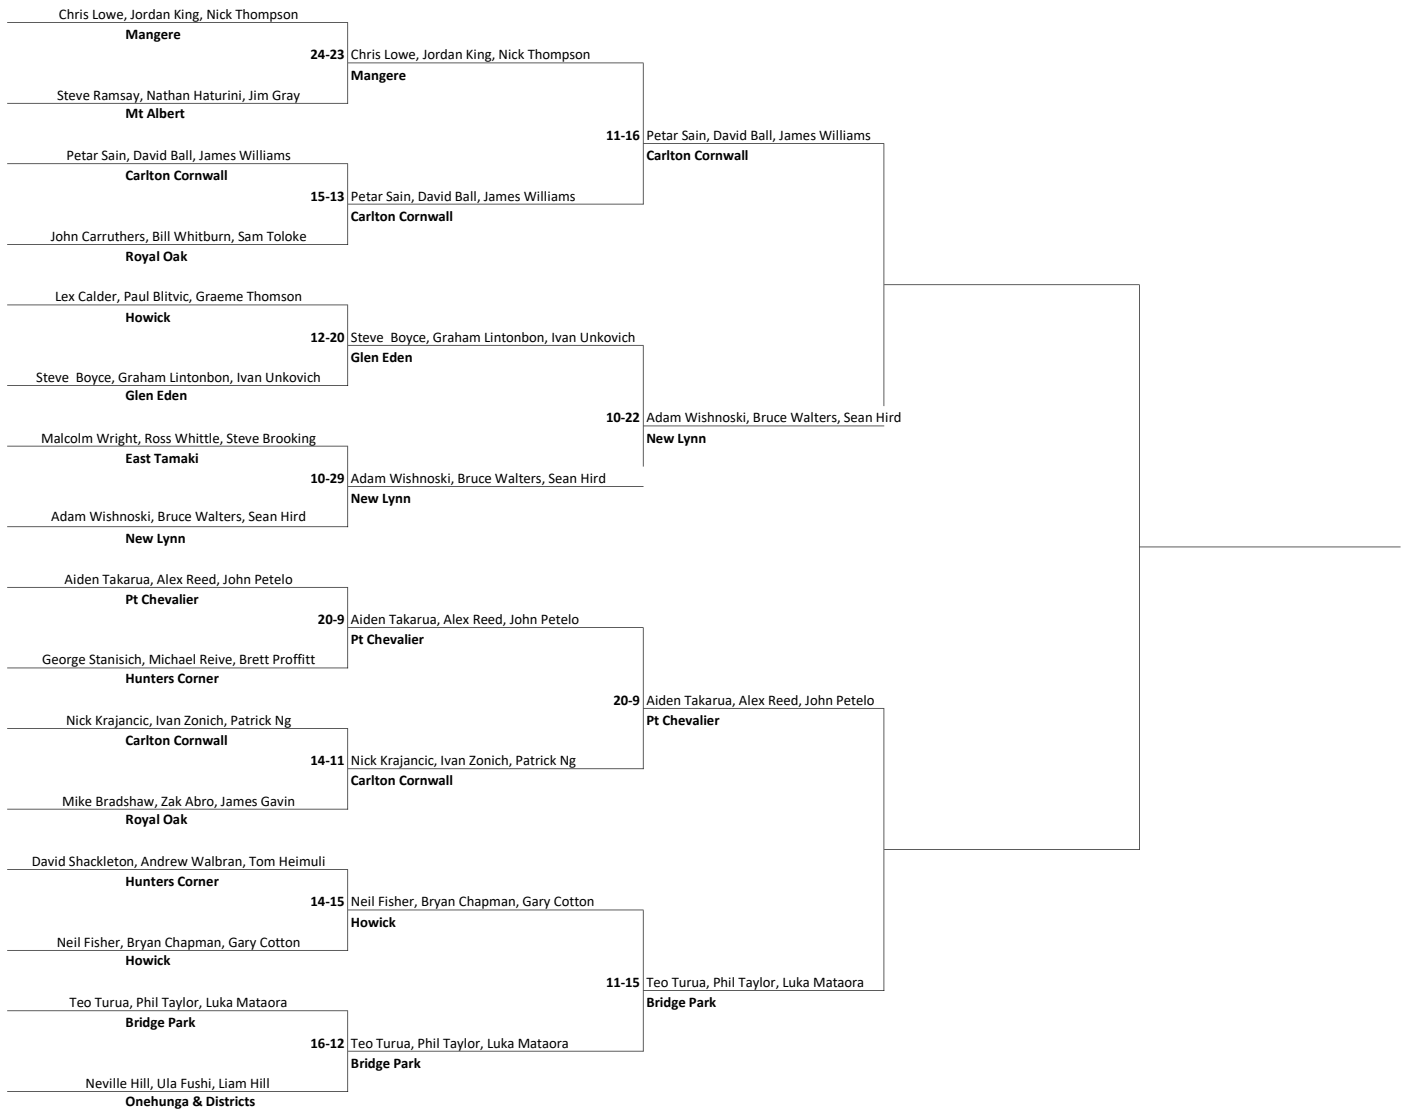 Chris Lowe, Jordan King, Nick Thompson
Mangere
24-23 Chris Lowe, Jordan King, Nick Thompson
Mangere
Steve Ramsay, Nathan Haturini, Jim Gray
Mt Albert
11-16 Petar Sain, David Ball, James Williams
Carlton Cornwall
Petar Sain, David Ball, James Williams
Carlton Cornwall
15-13 Petar Sain, David Ball, James Williams
Carlton Cornwall
John Carruthers, Bill Whitburn, Sam Toloke
Royal Oak
Lex Calder, Paul Blitvic, Graeme Thomson
Howick
12-20 Steve  Boyce, Graham Lintonbon, Ivan Unkovich
Glen Eden
Steve  Boyce, Graham Lintonbon, Ivan Unkovich
Glen Eden
10-22 Adam Wishnoski, Bruce Walters, Sean Hird
New Lynn
Malcolm Wright, Ross Whittle, Steve Brooking
East Tamaki
10-29 Adam Wishnoski, Bruce Walters, Sean Hird
New Lynn
Adam Wishnoski, Bruce Walters, Sean Hird
New Lynn
Aiden Takarua, Alex Reed, John Petelo
Pt Chevalier
20-9 Aiden Takarua, Alex Reed, John Petelo
Pt Chevalier
George Stanisich, Michael Reive, Brett Proffitt
Hunters Corner
20-9 Aiden Takarua, Alex Reed, John Petelo
Pt Chevalier
Nick Krajancic, Ivan Zonich, Patrick Ng
Carlton Cornwall
14-11 Nick Krajancic, Ivan Zonich, Patrick Ng
Carlton Cornwall
Mike Bradshaw, Zak Abro, James Gavin
Royal Oak
David Shackleton, Andrew Walbran, Tom Heimuli
Hunters Corner
14-15 Neil Fisher, Bryan Chapman, Gary Cotton
Howick
Neil Fisher, Bryan Chapman, Gary Cotton
Howick
11-15 Teo Turua, Phil Taylor, Luka Mataora
Bridge Park
Teo Turua, Phil Taylor, Luka Mataora
Bridge Park
16-12 Teo Turua, Phil Taylor, Luka Mataora
Bridge Park
Neville Hill, Ula Fushi, Liam Hill
Onehunga & Districts